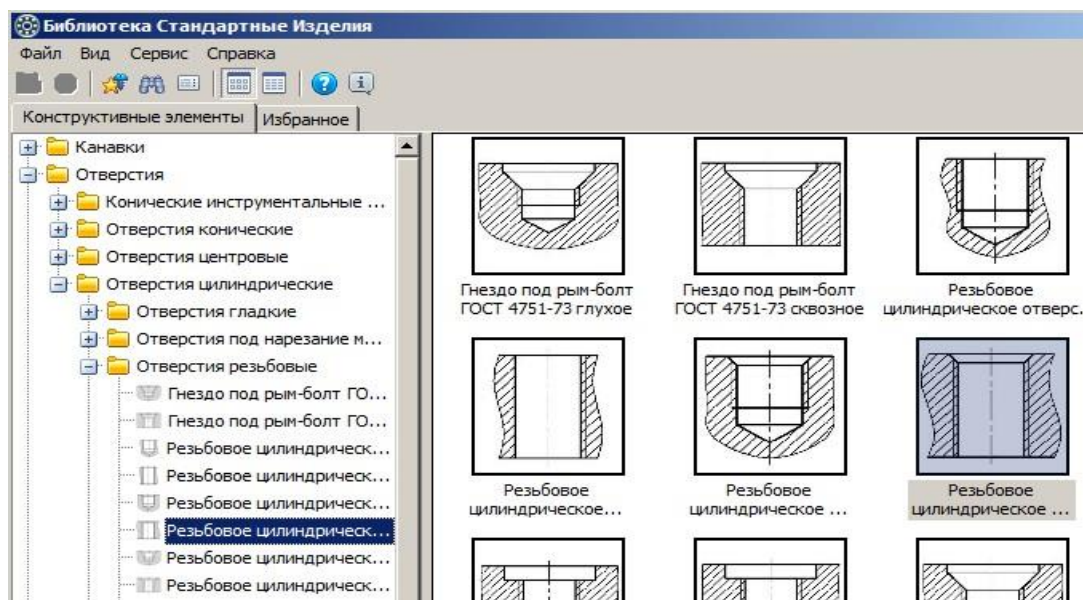 Библиотека Стандартные Изделия
Файл Вид Сервис Справка
Конструктивные элементы Избранное
Канавки
Отверстия
Конические инструментальные ...
Отверстия конические
Отверстия центровые
Отверстия цилиндрические
Отверстия гладкие
Отверстия под нарезание м...
Отверстия резьбовые
Гнездо под рым-болт ГО...
Гнездо под рым-болт ГО...
Резьбовое цилиндрическ...
Резьбовое цилиндрическ...
Резьбовое цилиндрическ...
Резьбовое цилиндрическ...
Резьбовое цилиндрическ...
Резьбовое цилиндрическ...
Гнездо под рым-болт
ГОСТ 4751-73 глухое
Гнездо под рым-болт
ГОСТ 4751-73 сквозное
Резьбовое
цилиндрическое отверс.
Резьбовое
цилиндрическое...
Резьбовое
цилиндрическое ...
Резьбовое
цилиндрическое ...